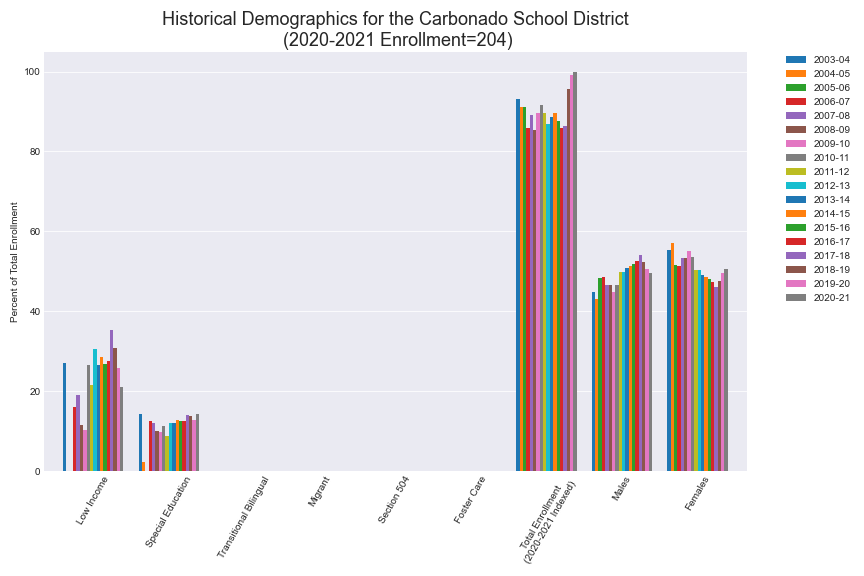 Historical Demographics for the Carbonado School District
(2020-2021 Enrollment=204)
Percent of Total Enrollment
100
80
60
40
20
0
Low Income
Special Education
Transitional Bilingual
Migrant
Section 504
Foster Care
Total Enrollment
(2020-2021 Indexed)
Males
Females
2003-04
2004-05
2005-06
2006-07
2007-08
2008-09
2009-10
2010-11
2011-12
2012-13
2013-14
2014-15
2015-16
2016-17
2017-18
2018-19
2019-20
2020-21